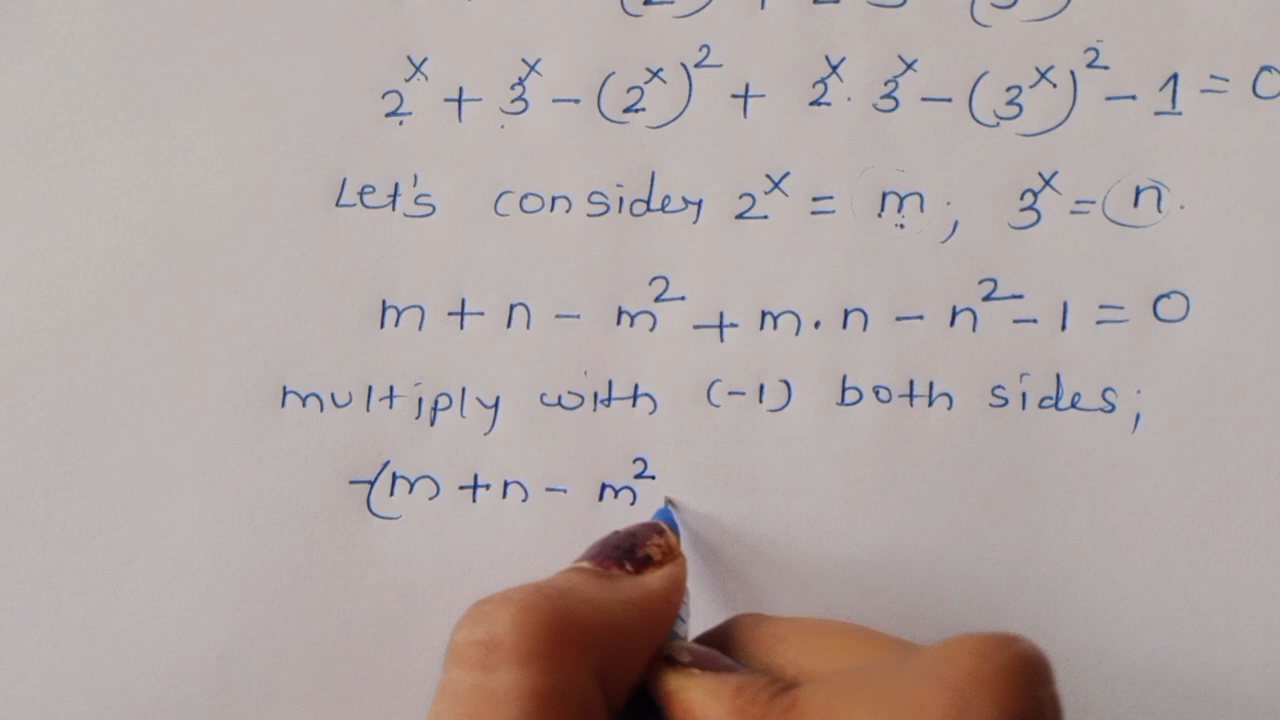 2^x + 3^x - (2^x)^2 + 2^x . 3^x - (3^x)^2 - 1 = 0
Let's consider 2^x = m ; 3^x = n .
m + n - m^2 + m . n - n^2 - 1 = 0
multiply with (-1) both sides;
-(m + n - m^2